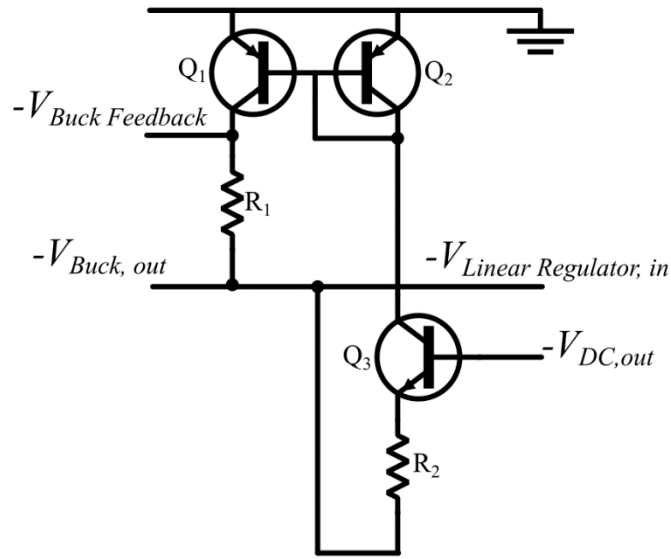 Q1
Q2
-VBuck Feedback
R1
-VBuck, out
-VLinear Regulator, in
Q3
-VDC,out
R2